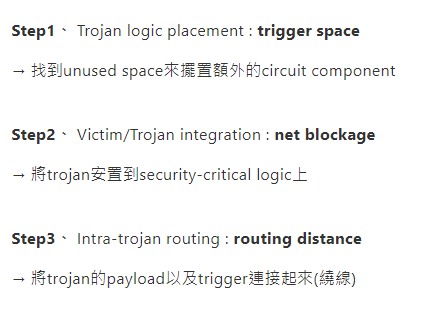 Step1、 Trojan logic placement : trigger space
→ 找到unused space來擺置額外的circuit component
Step2、 Victim/Trojan integration : net blockage
→ 將trojan安置到security-critical logic上
Step3、 Intra-trojan routing : routing distance
→ 將trojan的payload以及trigger連接起來(繞線)